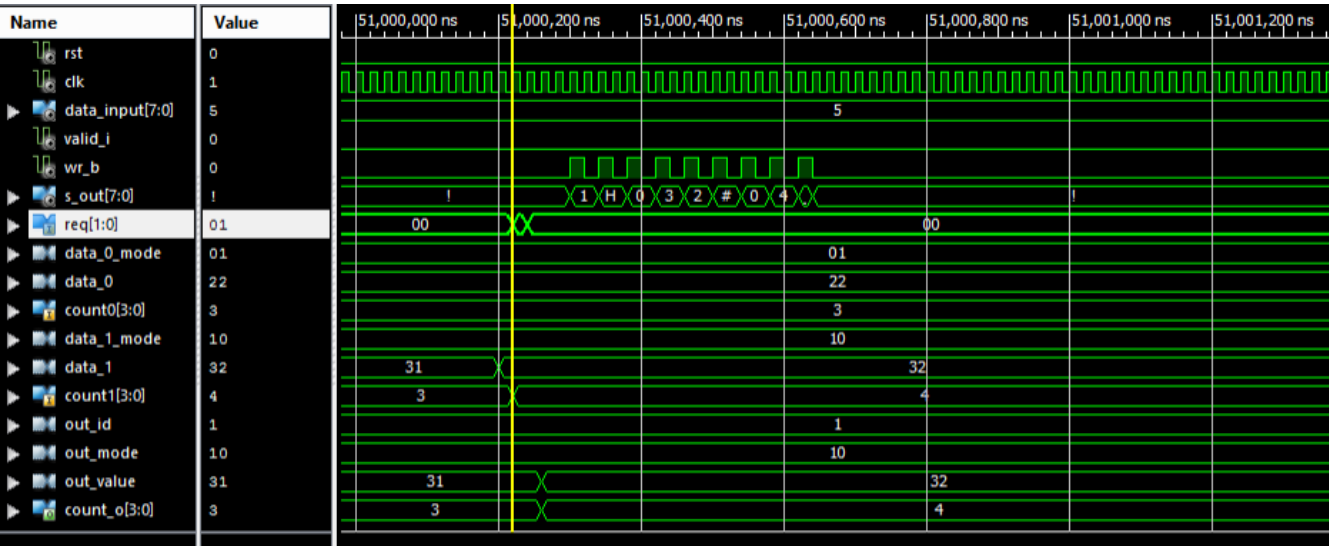 Name Value 51,000,000 ns 51,000,200 ns 51,000,400 ns 51,000,600 ns 51,000,800 ns 51,001,000 ns 51,001,200 ns
rst 0
clk 1
data_input[7:0] 5 5
valid_i 0
wr_b 0
s_out[7:0] ! ! 1 H 0 3 2 # 0 4 . !
req[1:0] 01 00 00
data_0_mode 01 01
data_0 22 22
count0[3:0] 3 3
data_1_mode 10 10
data_1 32 31 32
count1[3:0] 4 3 4
out_id 1 1
out_mode 10 10
out_value 31 31 32
count_o[3:0] 3 3 4